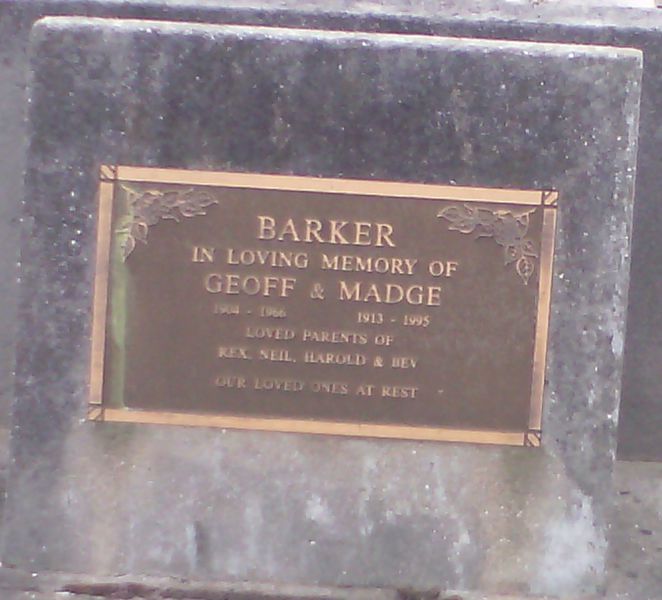 BARKER
IN LOVING MEMORY OF
GEOFF & MADGE
1904 - 1966 1913 - 1995
LOVED PARENTS OF
REX, NEIL, HAROLD & BEV
OUR LOVED ONES AT REST